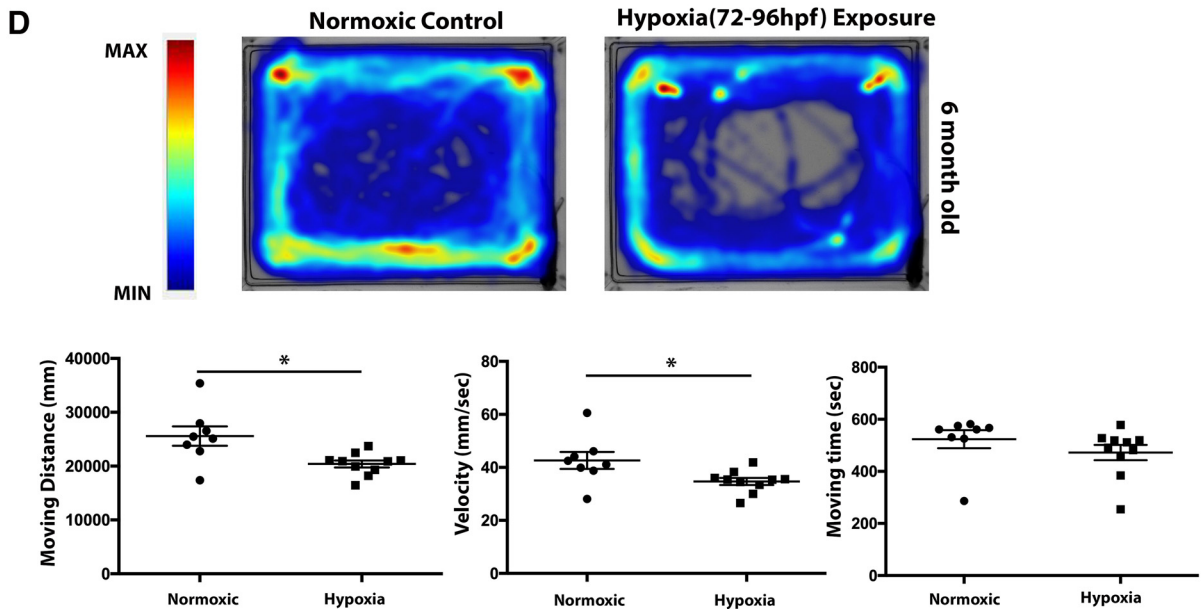 D
Normoxic Control
Hypoxia(72-96hpf) Exposure
MAX
MIN
6 month old
Moving Distance (mm)
40000
30000
20000
10000
0
*
Normoxic
Hypoxia
Velocity (mm/sec)
80
60
40
20
0
*
Normoxic
Hypoxia
Moving time (sec)
800
600
400
200
0
Normoxic
Hypoxia